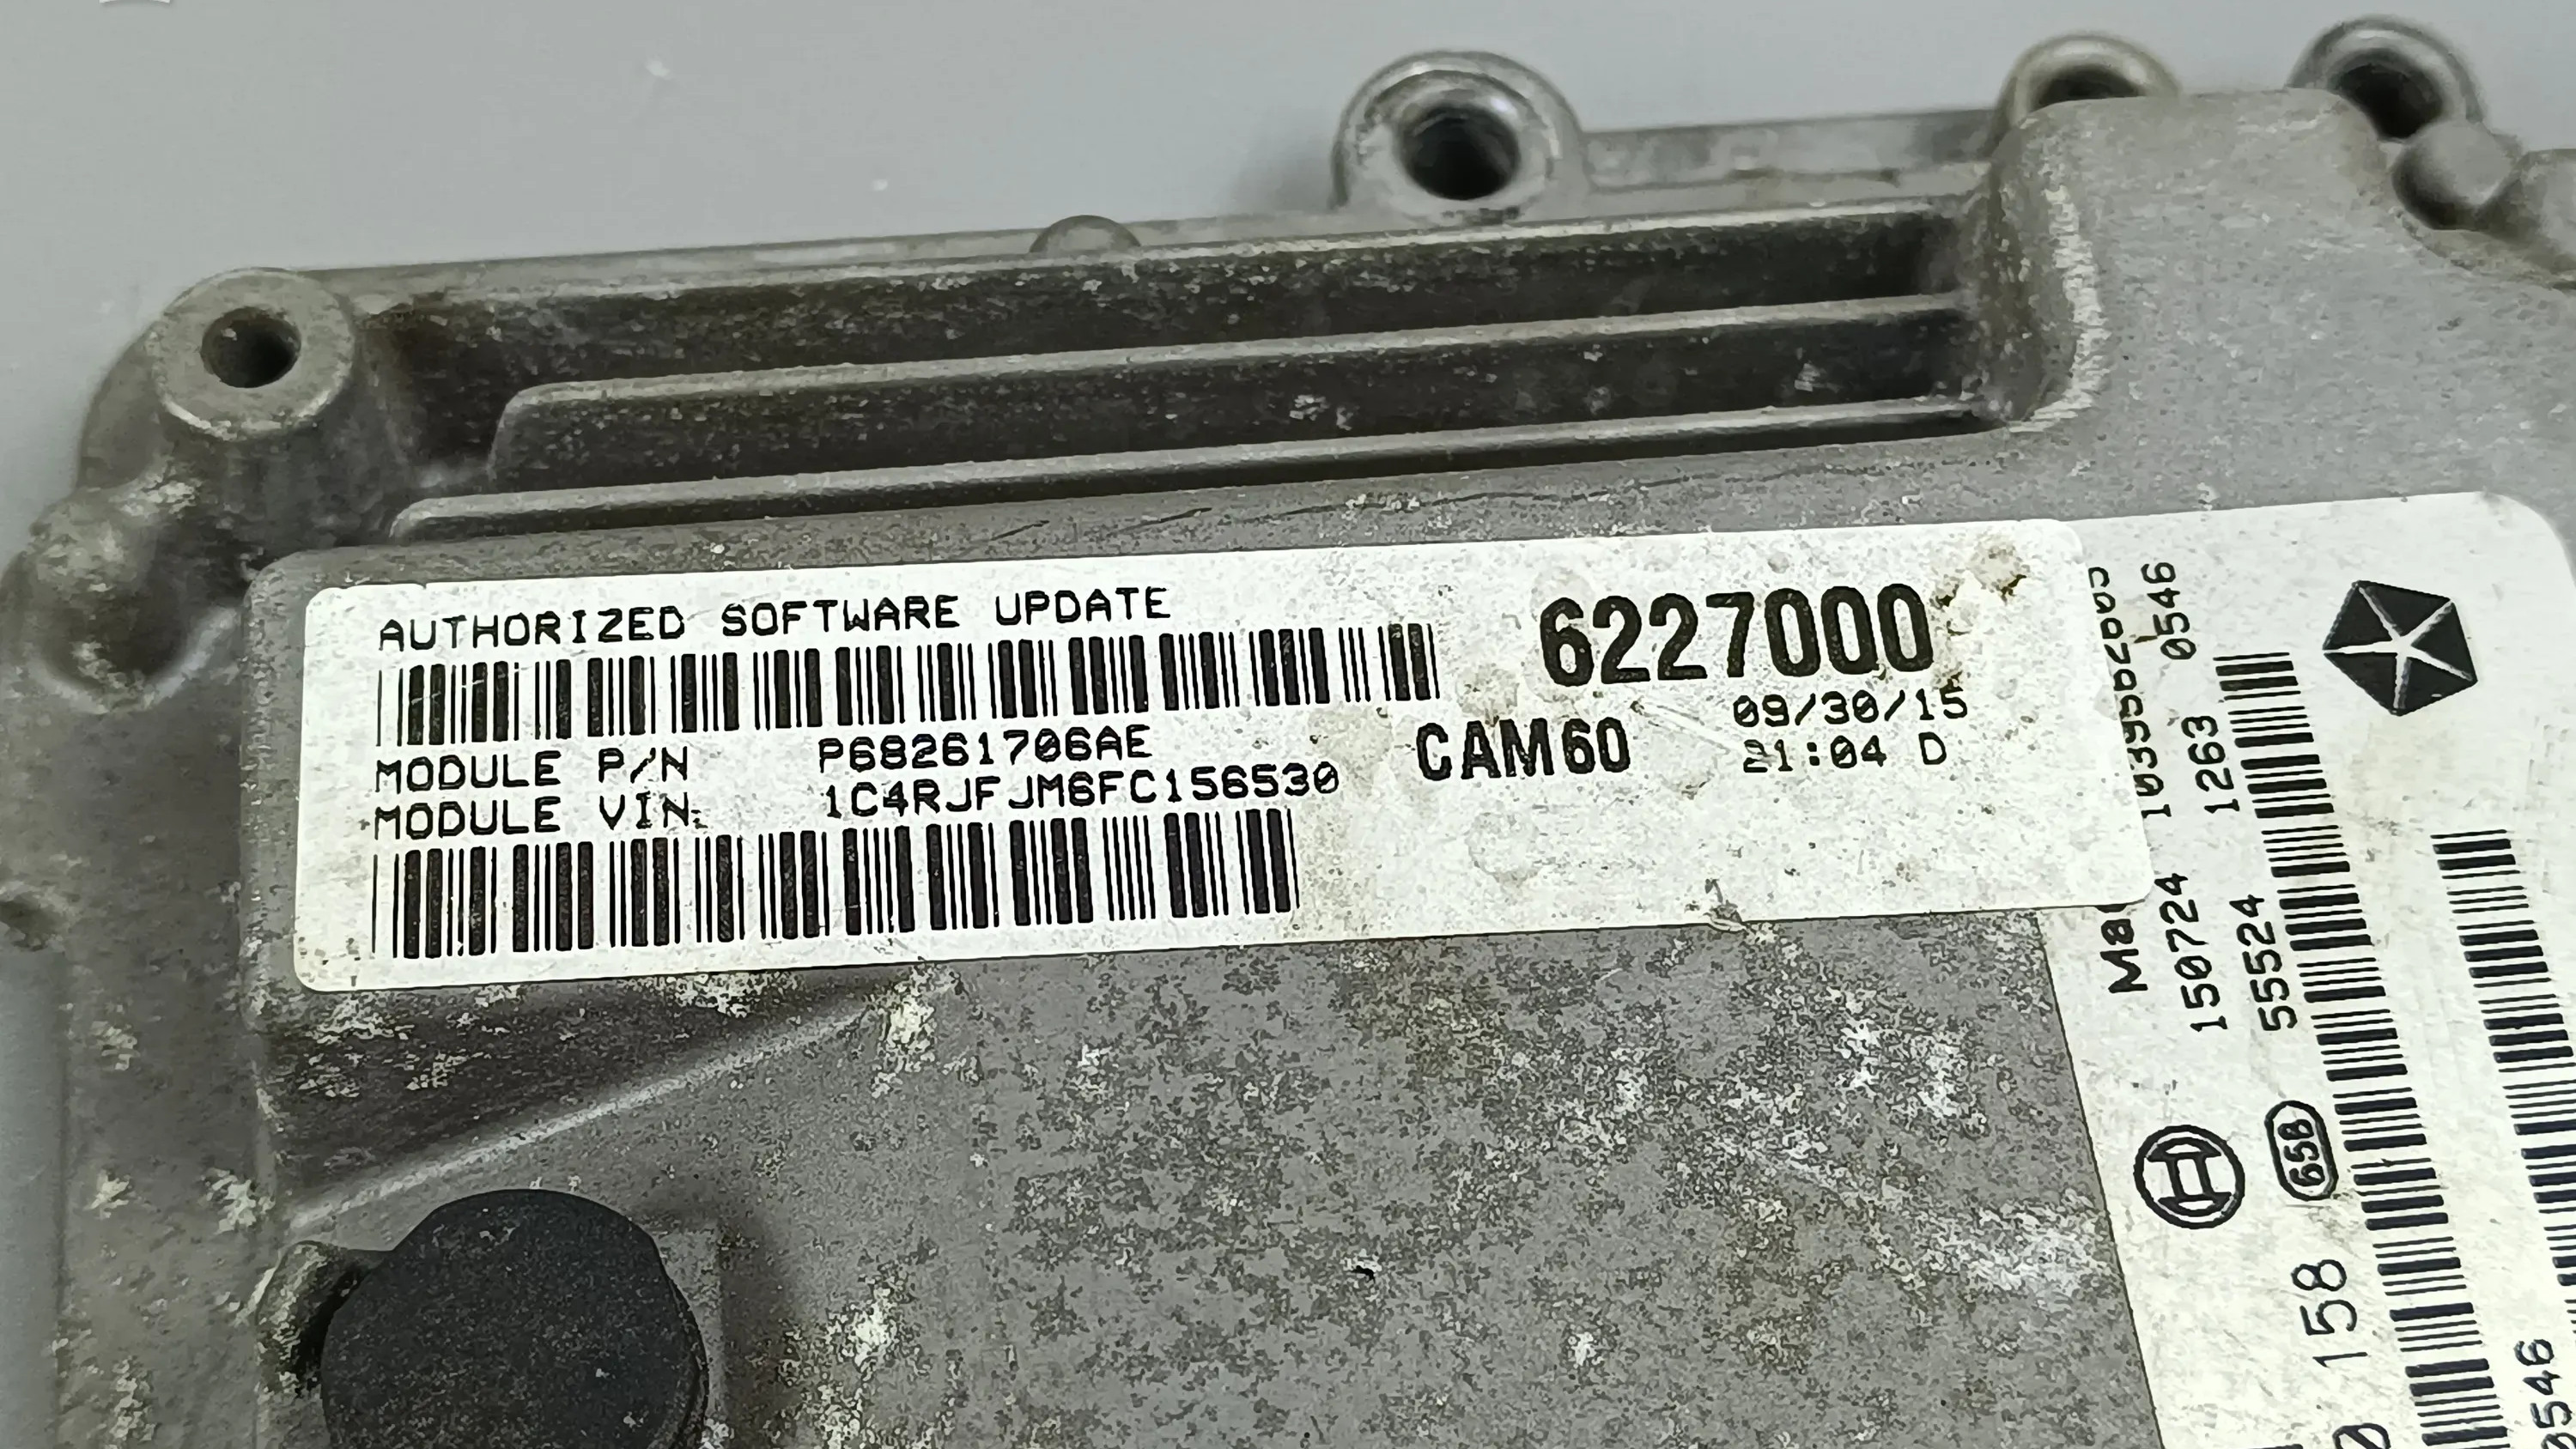 AUTHORIZED SOFTWARE UPDATE
6227000
MODULE P/N P68261706AE
MODULE VIN: 1C4RJFJM6FC156530
CAM60
09/30/15
21:04 D
150724
0546
55524 1263
658
158
0546